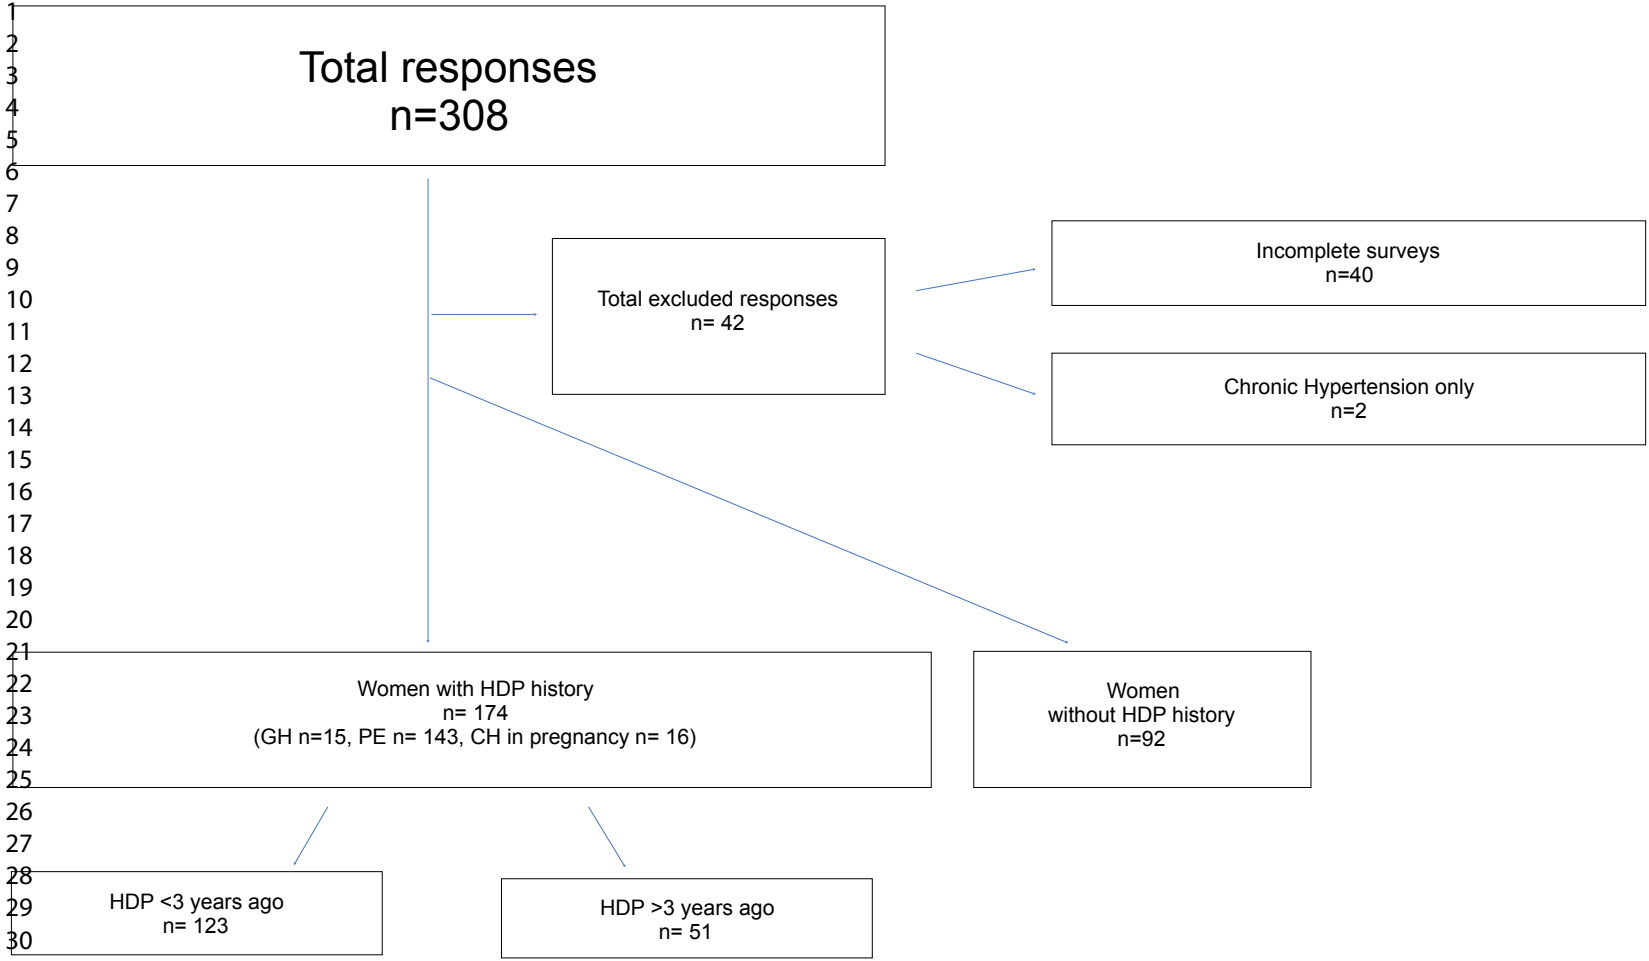 1
2
3
4
5
6
7
8
9
10
11
12
13
14
15
16
17
18
19
20
21
22
23
24
25
26
27
28
29
30
Total responses
n=308
Total excluded responses
n= 42
Incomplete surveys
n=40
Chronic Hypertension only
n=2
Women with HDP history
n= 174
(GH n=15, PE n= 143, CH in pregnancy n= 16)
Women
without HDP history
n=92
HDP <3 years ago
n= 123
HDP >3 years ago
n= 51